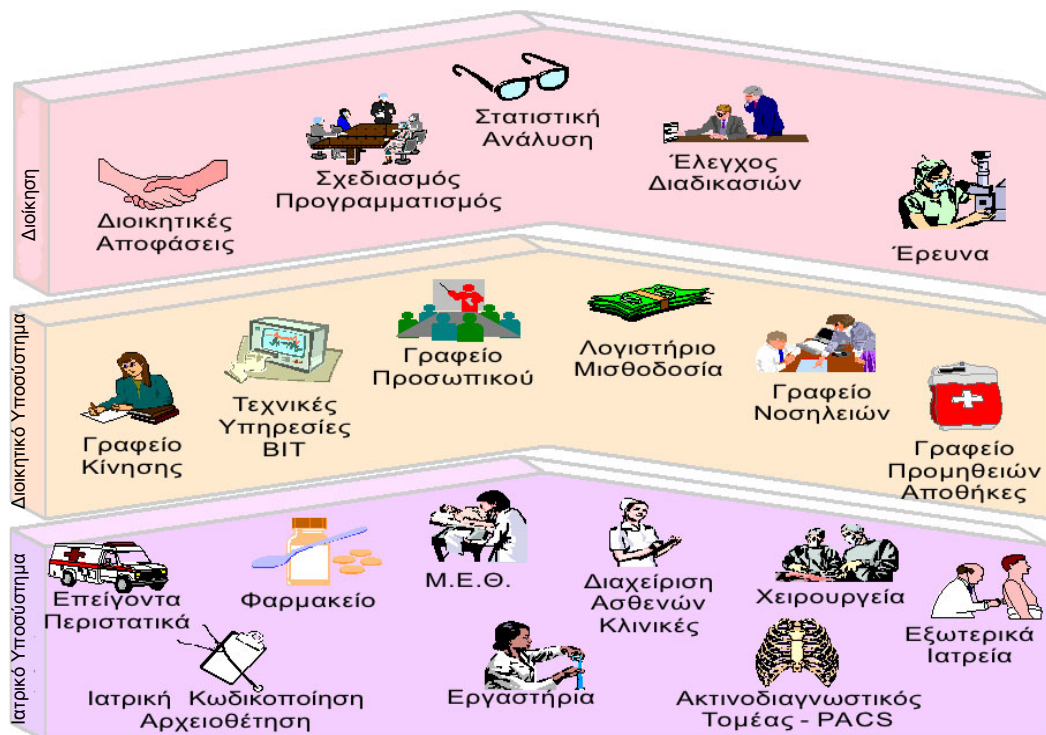 Διοίκηση
Στατιστική
Ανάλυση
Σχεδιασμός
Προγραμματισμός
Έλεγχος
Διαδικασιών
Διοικητικές
Αποφάσεις
Έρευνα
Διοικητικό Υποσύστημα
Γραφείο
Κίνησης
Τεχνικές
Υπηρεσίες
BIT
Γραφείο
Προσωπικού
Λογιστήριο
Μισθοδοσία
Γραφείο
Νοσηλειών
Γραφείο
Προμηθειών
Αποθήκες
Ιατρικό Υποσύστημα
Επείγοντα
Περιστατικά
Φαρμακείο
Μ.Ε.Θ.
Διαχείριση
Ασθενών
Κλινικές
Χειρουργεία
Εξωτερικά
Ιατρεία
Ιατρική Κωδικοποίηση
Αρχειοθέτηση
Εργαστήρια
Ακτινοδιαγνωστικός
Τομέας - PACS